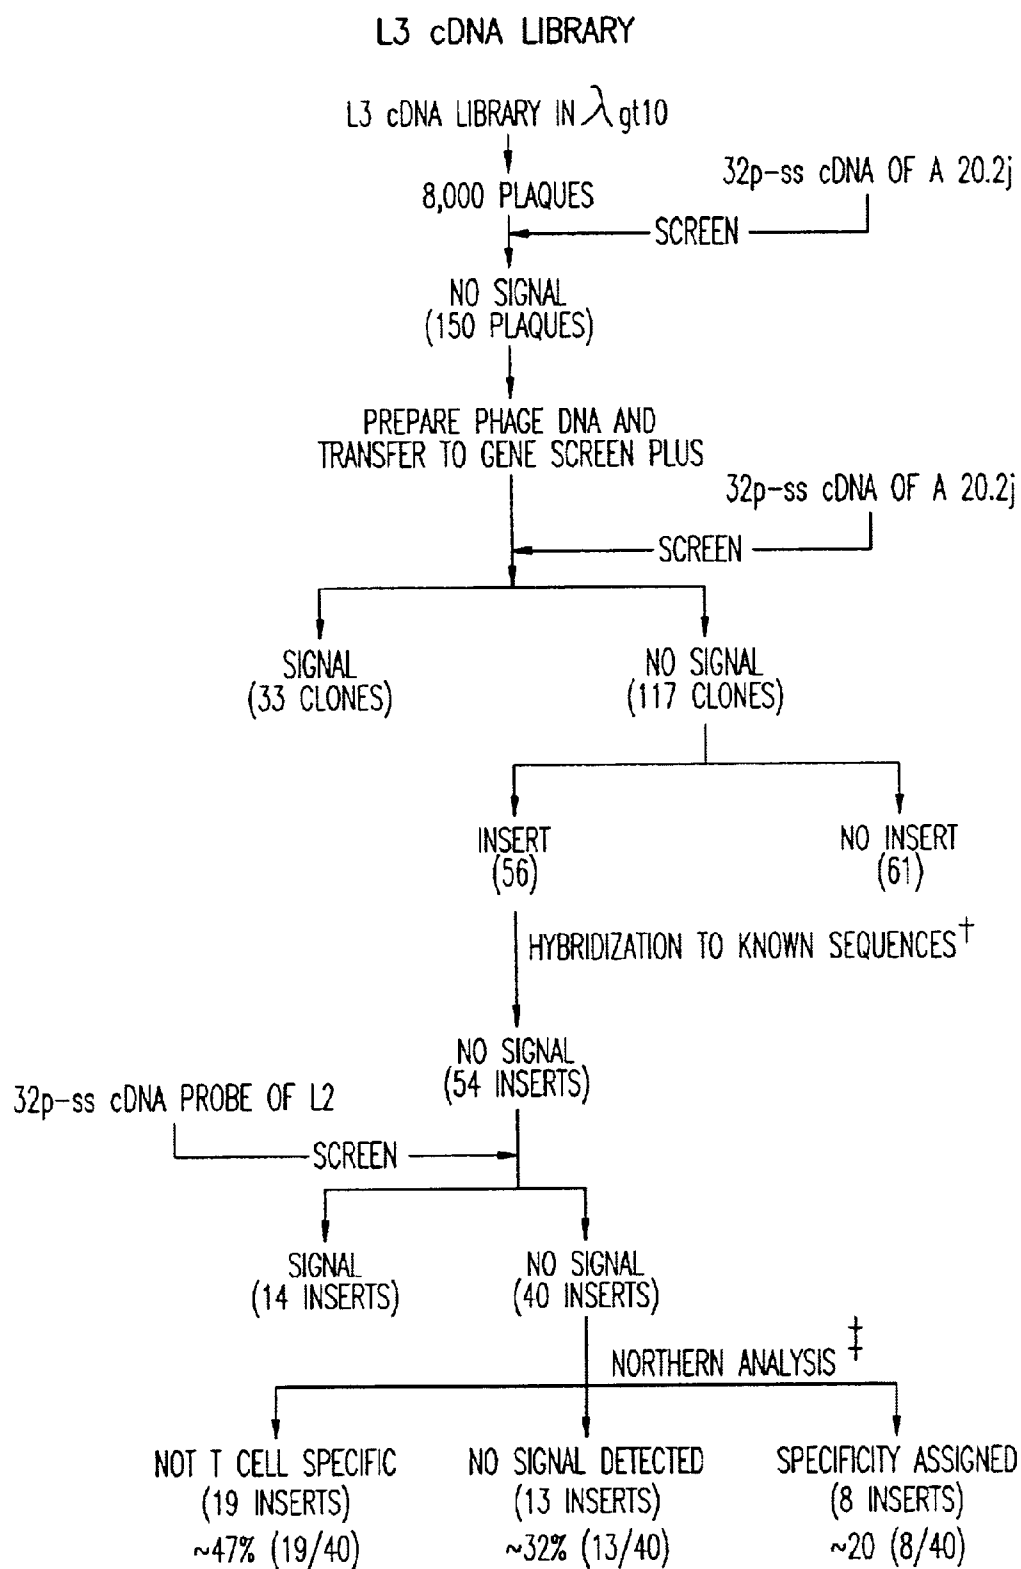 L3 cDNA LIBRARY
L3 cDNA LIBRARY IN λgt10
32p-ss cDNA OF A 20.2j
8,000 PLAQUES
SCREEN
NO SIGNAL
(150 PLAQUES)
PREPARE PHAGE DNA AND
TRANSFER TO GENE SCREEN PLUS
32p-ss cDNA OF A 20.2j
SCREEN
SIGNAL
(33 CLONES)
NO SIGNAL
(117 CLONES)
INSERT
(56)
NO INSERT
(61)
HYBRIDIZATION TO KNOWN SEQUENCES†
NO SIGNAL
(54 INSERTS)
32p-ss cDNA PROBE OF L2
SCREEN
SIGNAL
(14 INSERTS)
NO SIGNAL
(40 INSERTS)
NORTHERN ANALYSIS ‡
NOT T CELL SPECIFIC
(19 INSERTS)
~47% (19/40)
NO SIGNAL DETECTED
(13 INSERTS)
~32% (13/40)
SPECIFICITY ASSIGNED
(8 INSERTS)
~20 (8/40)